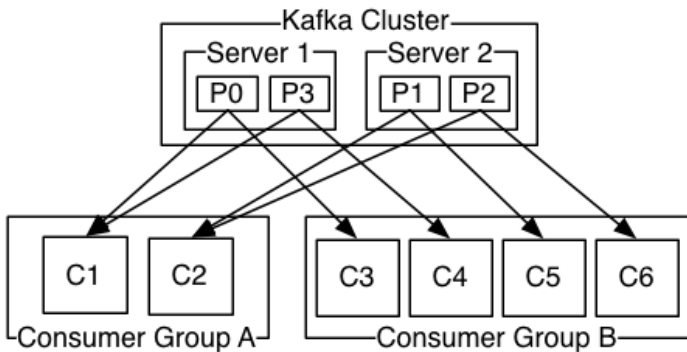 Kafka Cluster
Server 1 Server 2
P0 P3 P1 P2
C1 C2 C3 C4 C5 C6
Consumer Group A Consumer Group B